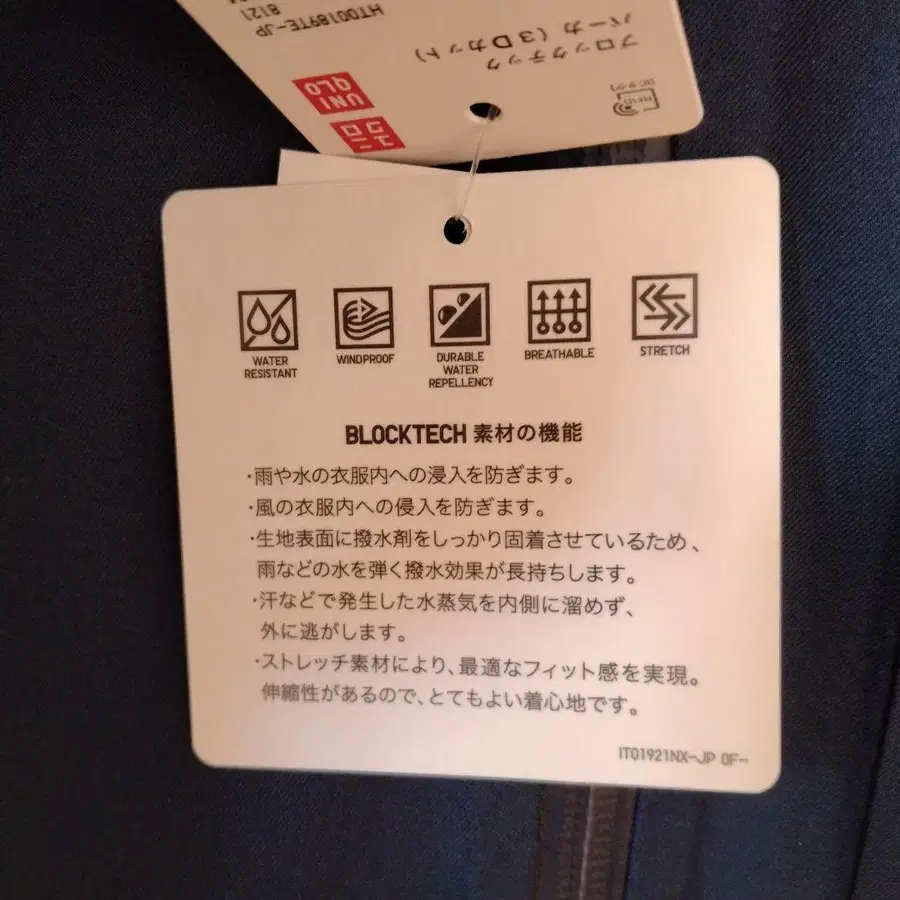 HT00189TE-JP
8121
ブロックテック
パーカ（3Dカット）
UNI
QLO
ユニ
クロ
RFID
WATER
RESISTANT
WINDPROOF
DURABLE
WATER
REPELLENCY
BREATHABLE
STRETCH
BLOCKTECH 素材の機能
・雨や水の衣服内への浸入を防ぎます。
・風の衣服内への侵入を防ぎます。
・生地表面に撥水剤をしっかり固着させているため、
雨などの水を弾く撥水効果が長持ちします。
・汗などで発生した水蒸気を内側に溜めず、
外に逃がします。
・ストレッチ素材により、最適なフィット感を実現。
伸縮性があるので、とてもよい着心地です。
IT01921NX-JP 0F-